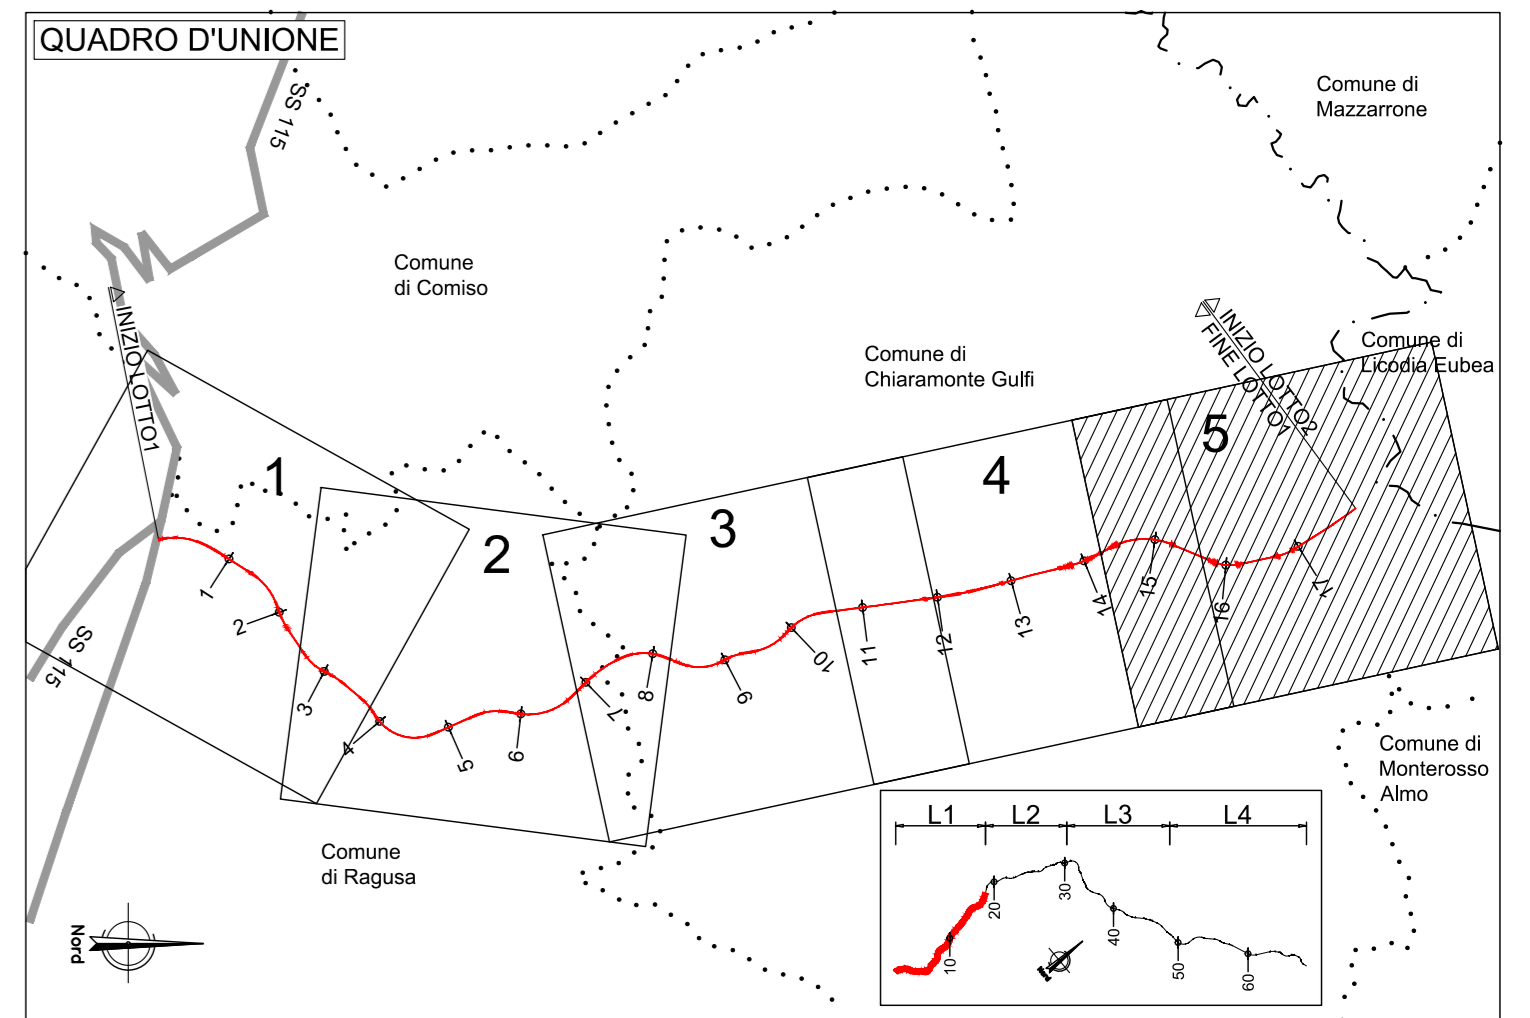 QUADRO D'UNIONE
SS 115
Comune di
Mazzarrone
Comune
di Comiso
INIZIO LOTTO1
INIZIO LOTTO2
FINE LOTTO1
Comune di
Licodia Eubea
Comune di
Chiaramonte Gulfi
1
2
3
4
5
1
2
3
4
5
6
7
8
9
10
11
12
13
14
15
16
17
SS 115
Comune
di Ragusa
Comune di
Monterosso
Almo
Nord
L1 L2 L3 L4
10
20
30
40
50
60